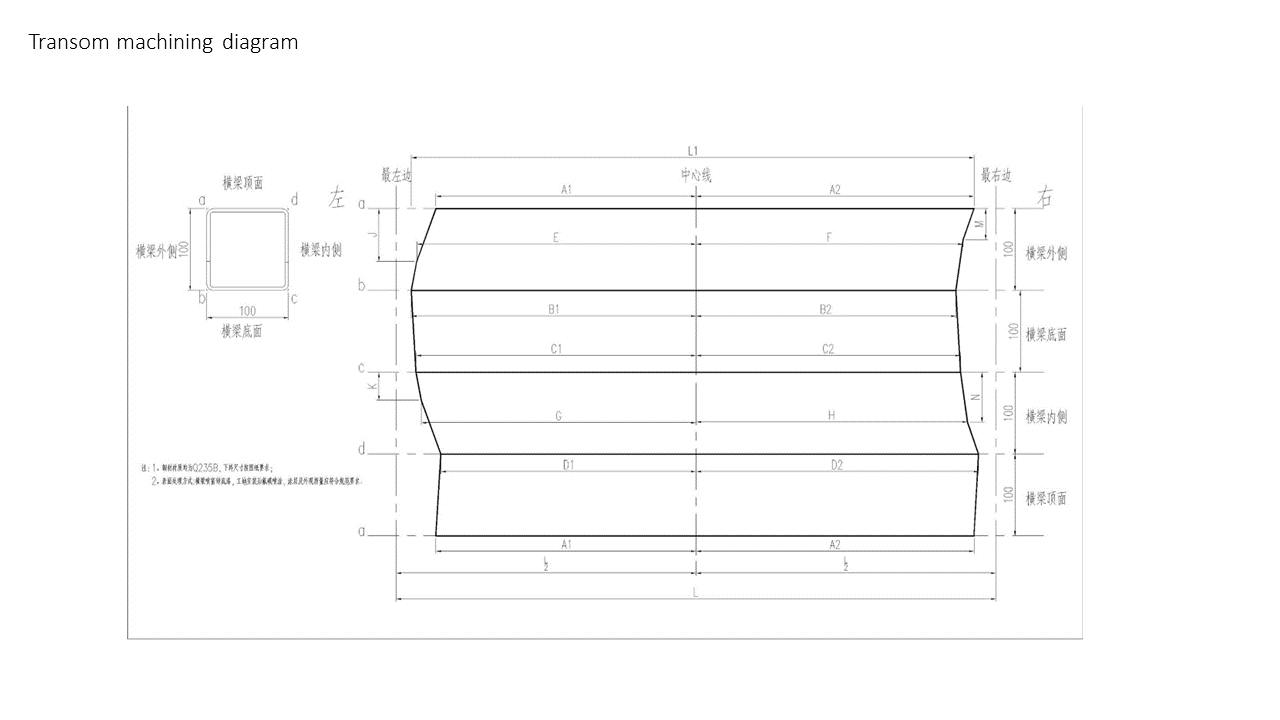 Transom machining diagram
L1
最左边
中心线
最右边
横梁顶面
A1
A2
a
d
左
a
右
J
M
横梁外侧
100
横梁内侧
E
F
100
横梁外侧
b
c
b
100
横梁底面
B1
B2
100
横梁底面
C1
C2
c
K
N
100
横梁内侧
G
H
d
D1
D2
注: 1、钢材材质均为Q235B, 下料尺寸按图纸要求;
100
横梁顶面
a
A1
A2
L
2
L
2
L